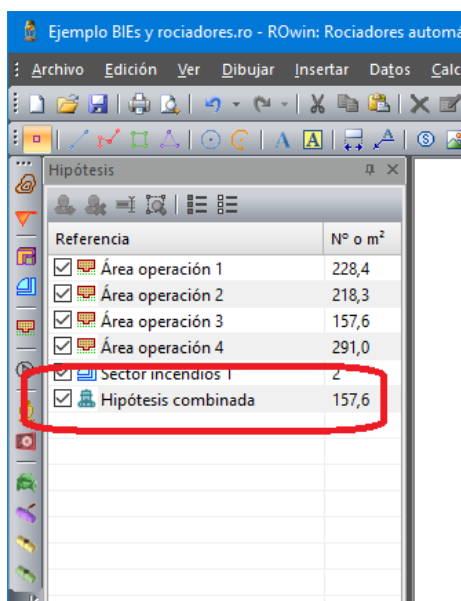 Ejemplo BIEs y rociadores.ro - ROwin: Rociadores automá
Archivo Edición Ver Dibujar Insertar Datos Calc
Hipótesis
Referencia Nº o m²
Área operación 1 228,4
Área operación 2 218,3
Área operación 3 157,6
Área operación 4 291,0
Sector incendios 1 2
Hipótesis combinada 157,6